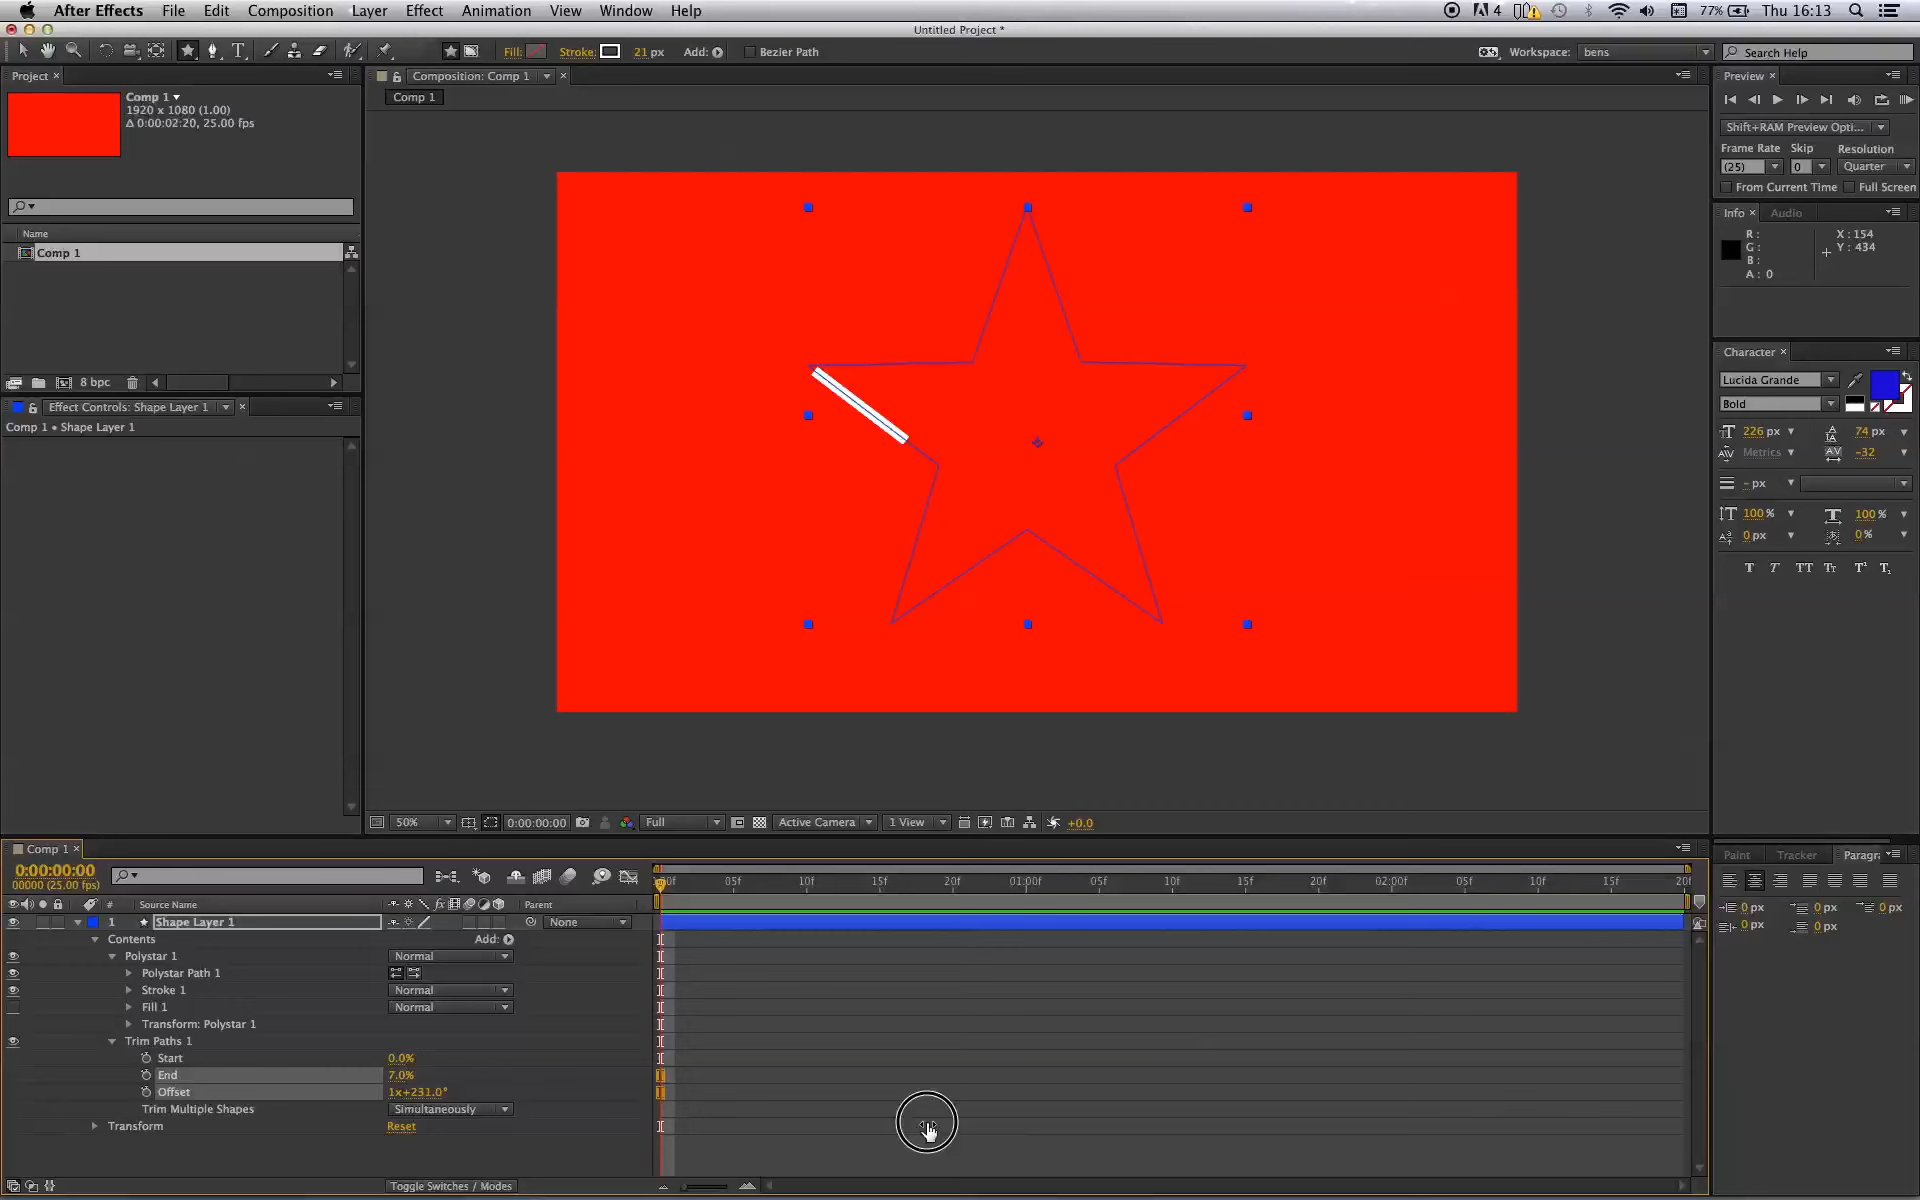 After Effects File Edit Composition Layer Effect Animation View Window Help 4 77% Thu 16:13
Untitled Project *
Fill: Stroke: 21 px Add: Bezier Path Workspace: bens Search Help
Project
Comp 1
1920 x 1080 (1.00)
Δ 0:00:02:20, 25.00 fps
Name
Comp 1
8 bpc
Effect Controls: Shape Layer 1
Comp 1 • Shape Layer 1
Composition: Comp 1
Comp 1
50% 0:00:00:00 Full Active Camera 1 View +0.0
Preview
Shift+RAM Preview Opti...
Frame Rate Skip Resolution
(25) 0 Quarter
From Current Time Full Screen
Info Audio
R : X : 154
G : Y : 434
B :
A : 0
Character
Lucida Grande
Bold
226 px 74 px
Metrics -32
- px
100 % 100 %
0 px 0 %
T T TT Tt T¹ T₁
Paint Tracker Paragr
0 px 0 px 0 px
0 px 0 px
Comp 1
0:00:00:00
00000 (25.00 fps)
05f 10f 15f 20f 01:00f 05f 10f 15f 20f 02:00f 05f 10f 15f 20f
# Source Name fx Parent
1 Shape Layer 1 None
Contents Add:
Polystar 1 Normal
Polystar Path 1
Stroke 1 Normal
Fill 1 Normal
Transform: Polystar 1
Trim Paths 1
Start 0.0%
End 7.0%
Offset 1x+231.0°
Trim Multiple Shapes Simultaneously
Transform Reset
Toggle Switches / Modes